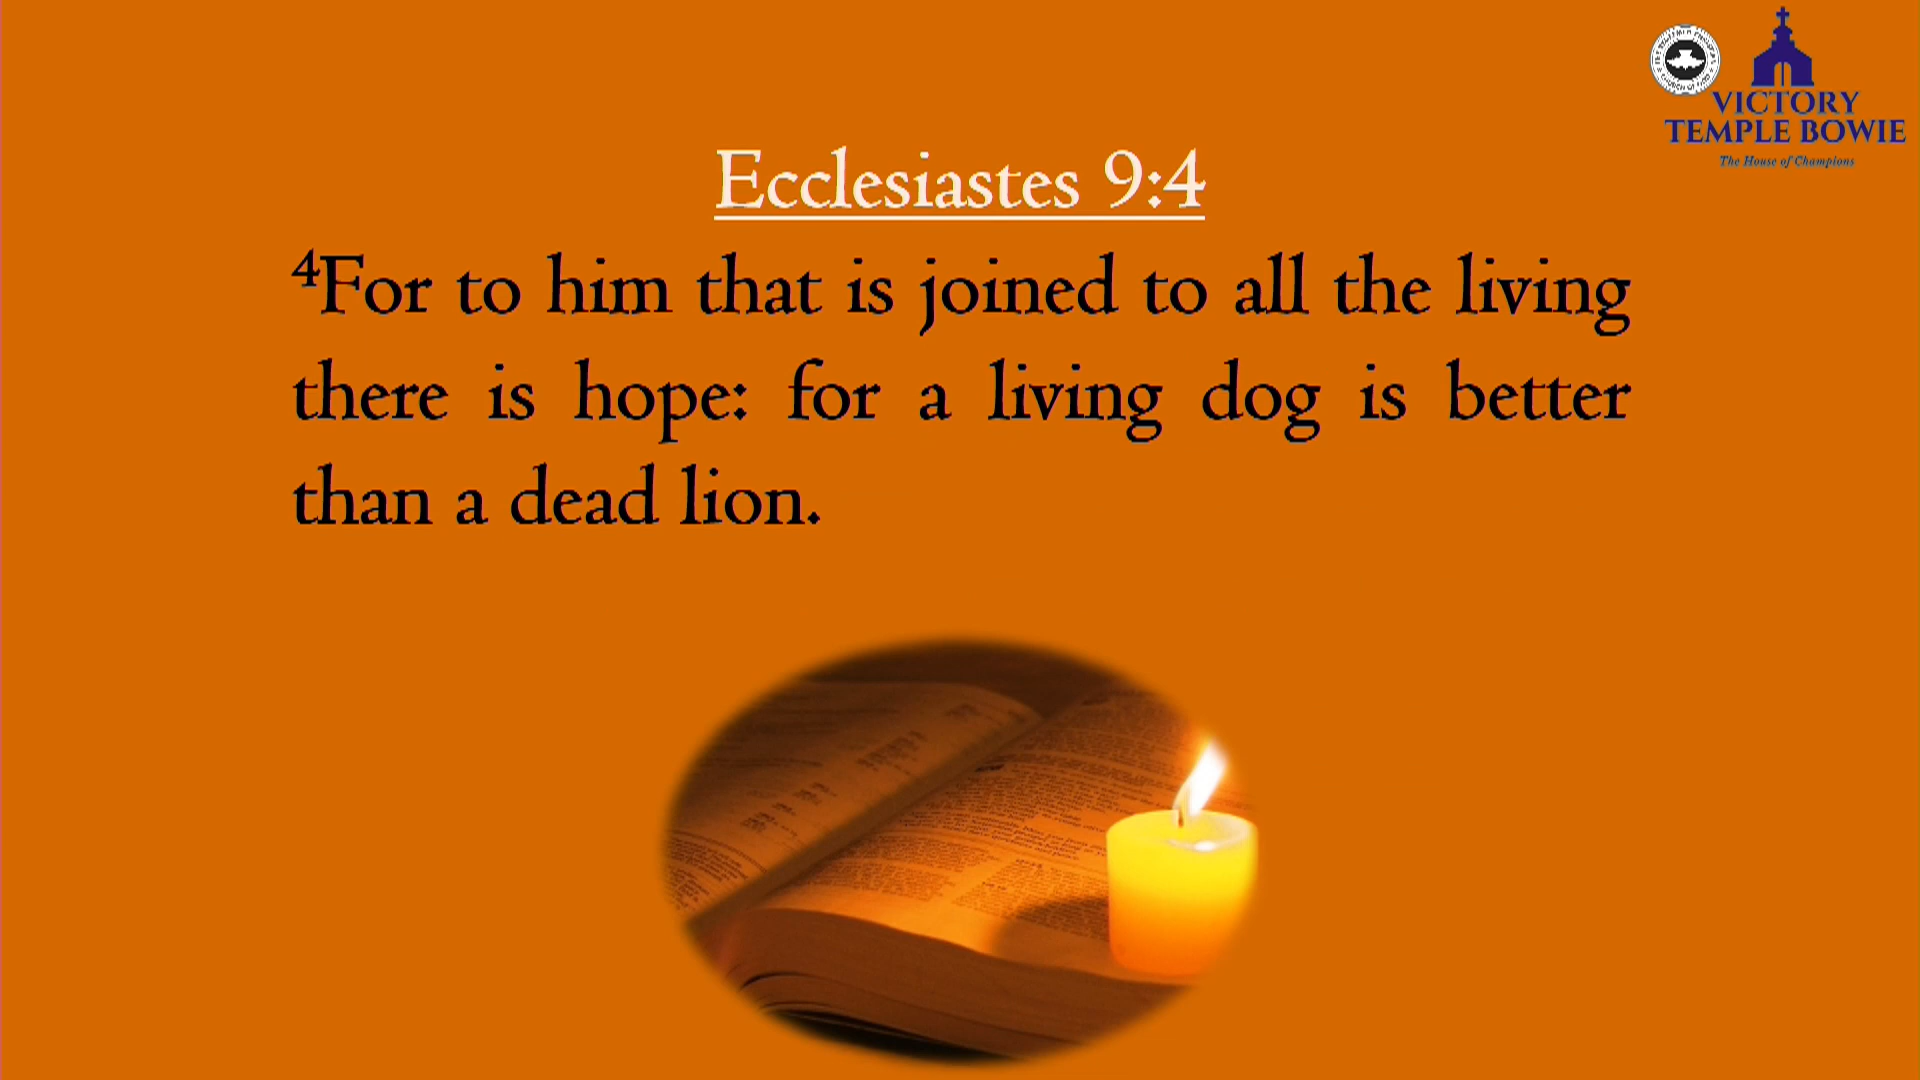 VICTORY
TEMPLE BOWIE
The House of Champions
Ecclesiastes 9:4
4For to him that is joined to all the living
there is hope: for a living dog is better
than a dead lion.